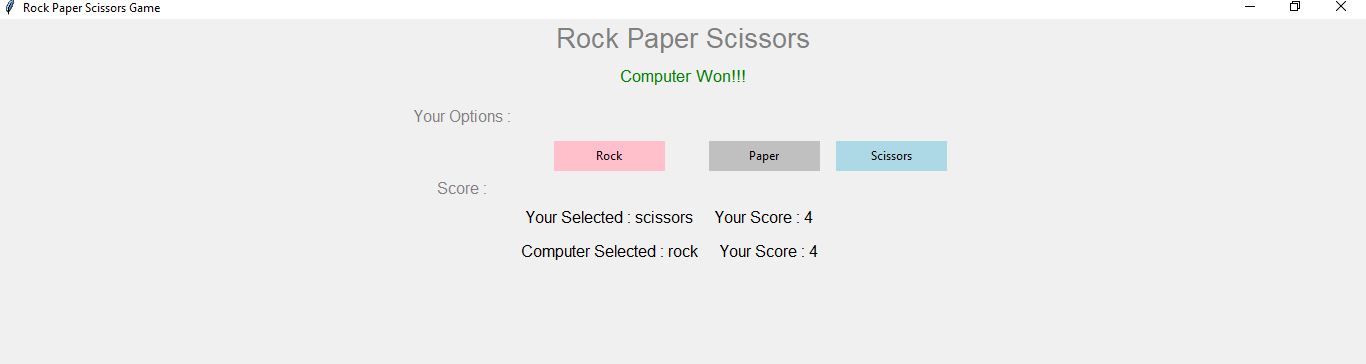 Rock Paper Scissors Game
Rock Paper Scissors
Computer Won!!!
Your Options :
Rock Paper Scissors
Score :
Your Selected : scissors Your Score : 4
Computer Selected : rock Your Score : 4